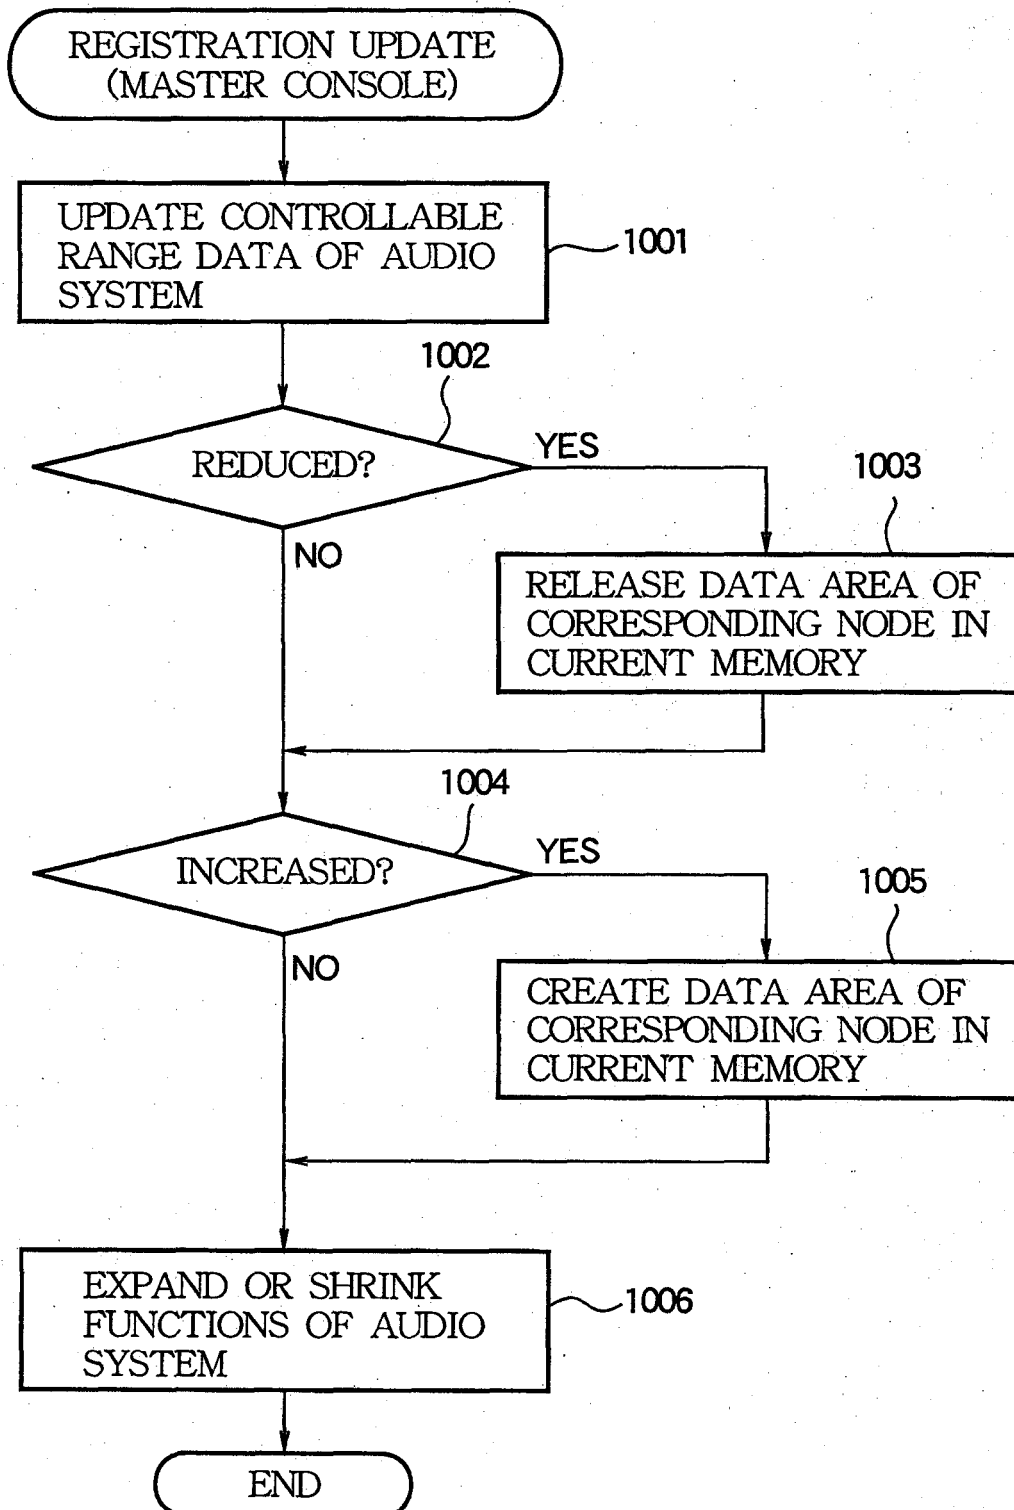 REGISTRATION UPDATE
(MASTER CONSOLE)
UPDATE CONTROLLABLE
RANGE DATA OF AUDIO
SYSTEM
1001
1002
REDUCED?
YES
NO
1003
RELEASE DATA AREA OF
CORRESPONDING NODE IN
CURRENT MEMORY
1004
INCREASED?
YES
NO
1005
CREATE DATA AREA OF
CORRESPONDING NODE IN
CURRENT MEMORY
EXPAND OR SHRINK
FUNCTIONS OF AUDIO
SYSTEM
1006
END